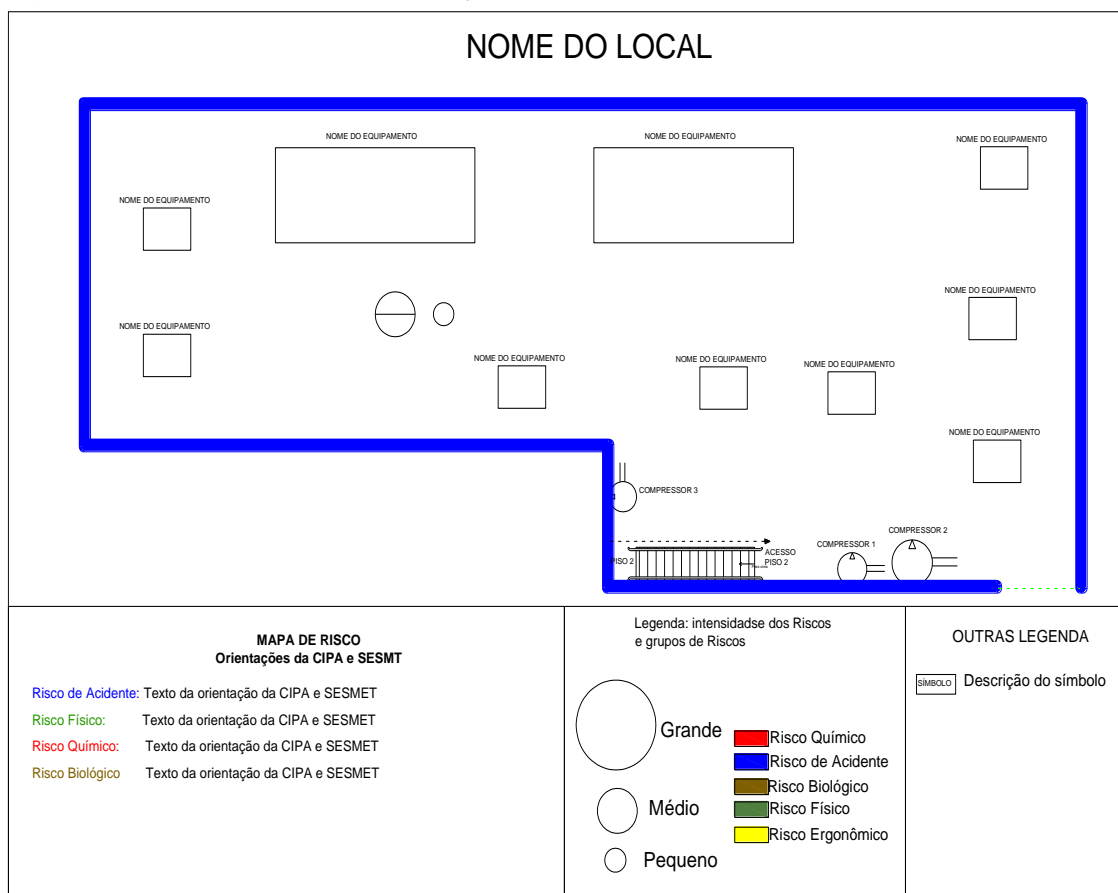 NOME DO LOCAL
NOME DO EQUIPAMENTO
NOME DO EQUIPAMENTO
NOME DO EQUIPAMENTO
NOME DO EQUIPAMENTO
NOME DO EQUIPAMENTO
NOME DO EQUIPAMENTO
NOME DO EQUIPAMENTO
NOME DO EQUIPAMENTO
NOME DO EQUIPAMENTO
NOME DO EQUIPAMENTO
COMPRESSOR 3
COMPRESSOR 2
COMPRESSOR 1
ACESSO
PISO 2
PISO 2
MAPA DE RISCO
Orientações da CIPA e SESMT
Risco de Acidente: Texto da orientação da CIPA e SESMET
Risco Físico: Texto da orientação da CIPA e SESMET
Risco Químico: Texto da orientação da CIPA e SESMET
Risco Biológico Texto da orientação da CIPA e SESMET
Legenda: intensidadse dos Riscos
e grupos de Riscos
Grande
Médio
Pequeno
Risco Químico
Risco de Acidente
Risco Biológico
Risco Físico
Risco Ergonômico
OUTRAS LEGENDA
SÍMBOLO Descrição do símbolo